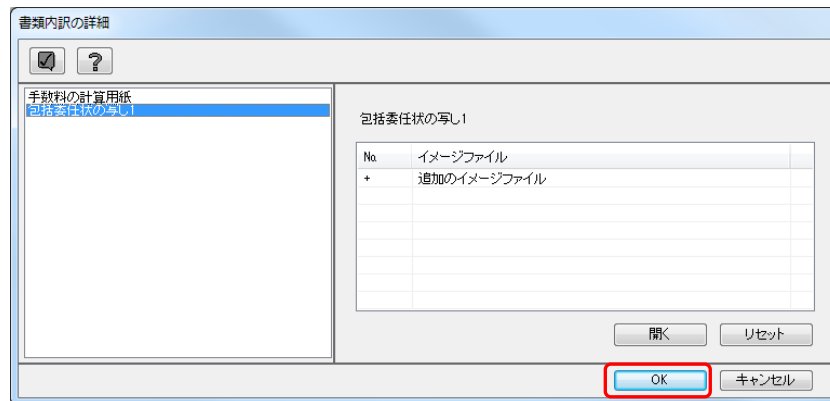 書類内訳の詳細
?
手数料の計算用紙
包括委任状の写し1
包括委任状の写し1
No. イメージファイル
+ 追加のイメージファイル
開く リセット
OK キャンセル